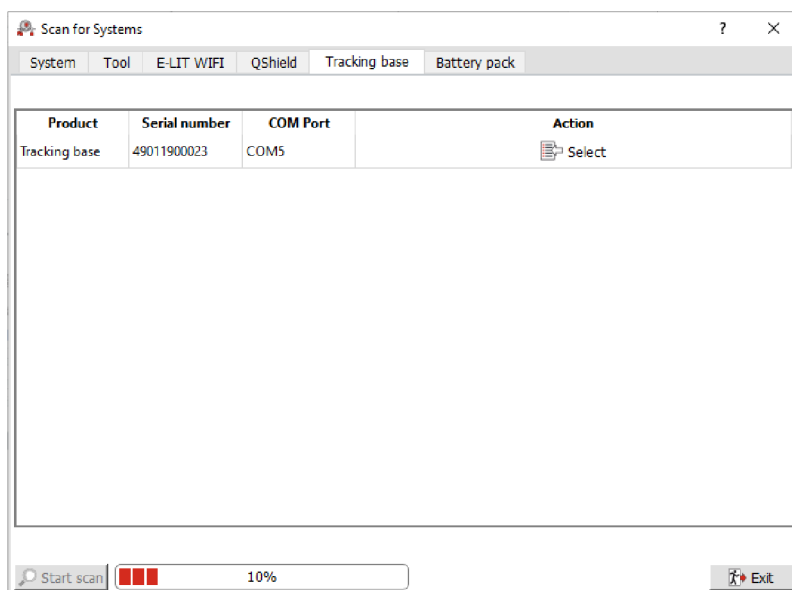 Scan for Systems ? ×
System Tool E-LIT WIFI QShield Tracking base Battery pack
Product Serial number COM Port Action
Tracking base 49011900023 COM5 Select
Start scan 10% Exit